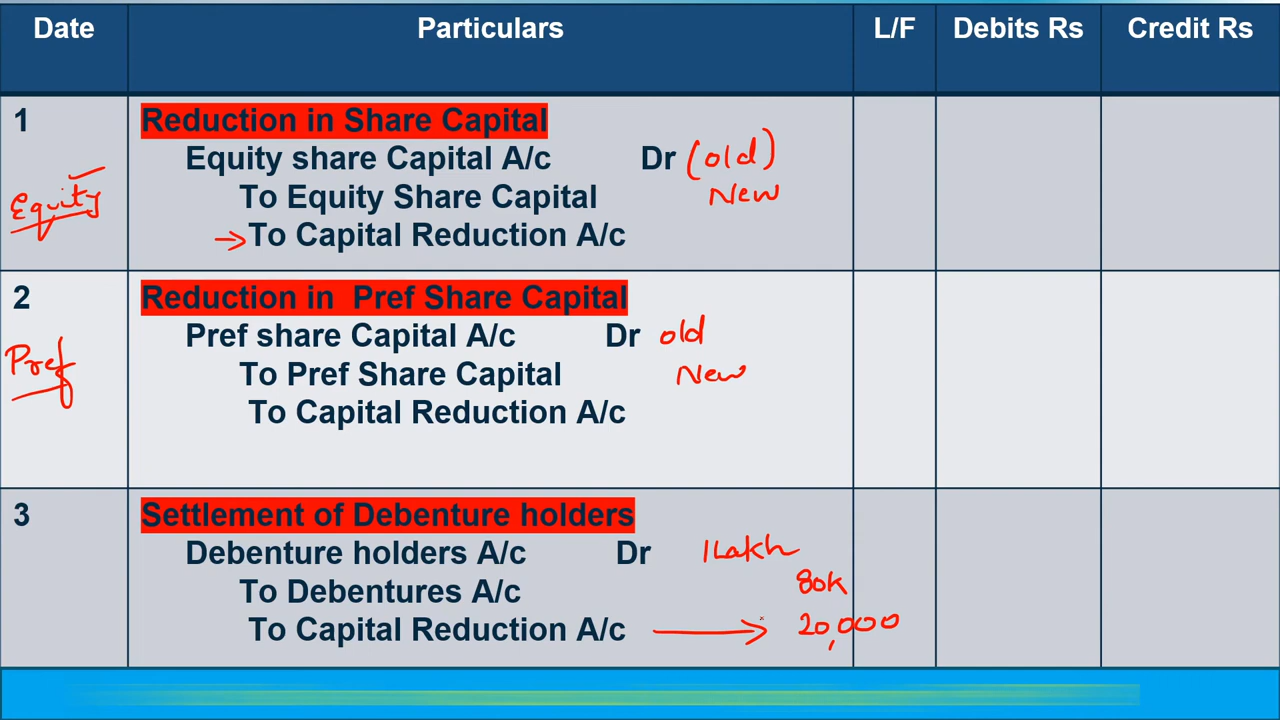 Date Particulars L/F Debits Rs Credit Rs
1 Reduction in Share Capital
Equity share Capital A/c Dr (old)
Equity To Equity Share Capital New
→ To Capital Reduction A/c
2 Reduction in Pref Share Capital
Pref share Capital A/c Dr old
Pref To Pref Share Capital New
To Capital Reduction A/c
3 Settlement of Debenture holders
Debenture holders A/c Dr 1Lakh
To Debentures A/c 80K
To Capital Reduction A/c → 20,000